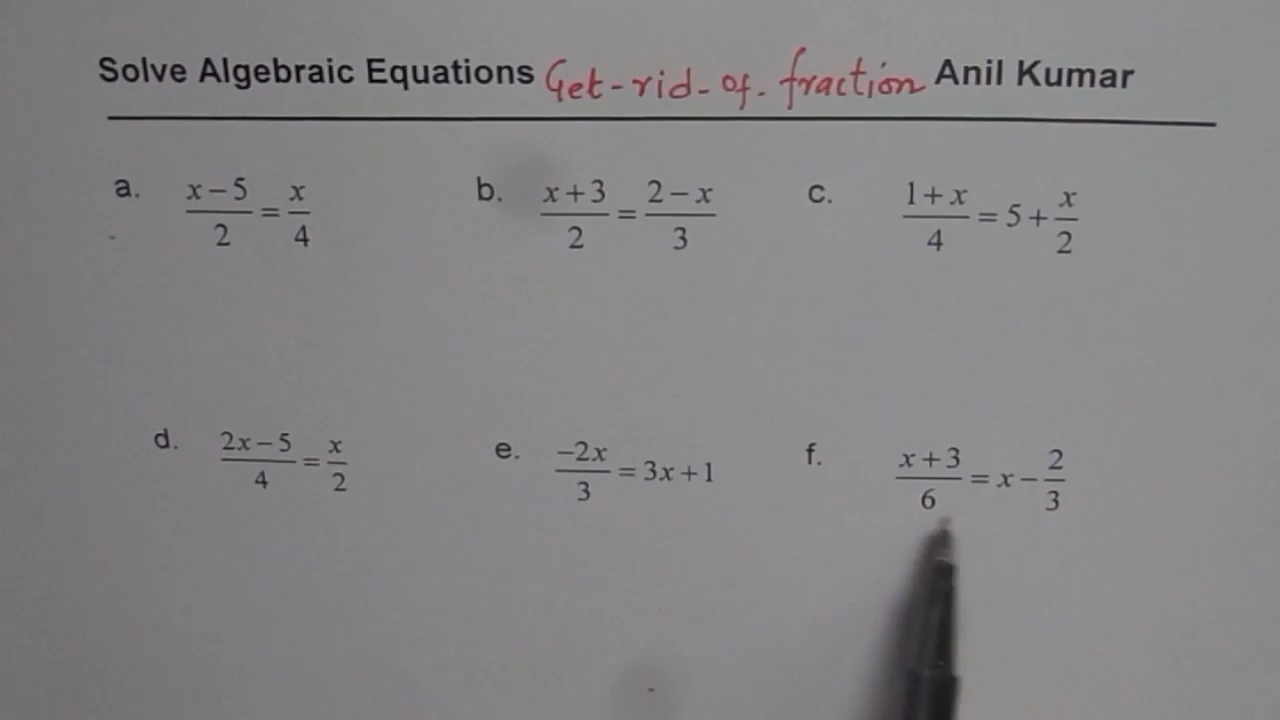 Solve Algebraic Equations Get-rid-of-fraction Anil Kumar
a. (x-5)/2 = x/4 b. (x+3)/2 = (2-x)/3 c. (1+x)/4 = 5+x/2
d. (2x-5)/4 = x/2 e. -2x/3 = 3x+1 f. (x+3)/6 = x-2/3